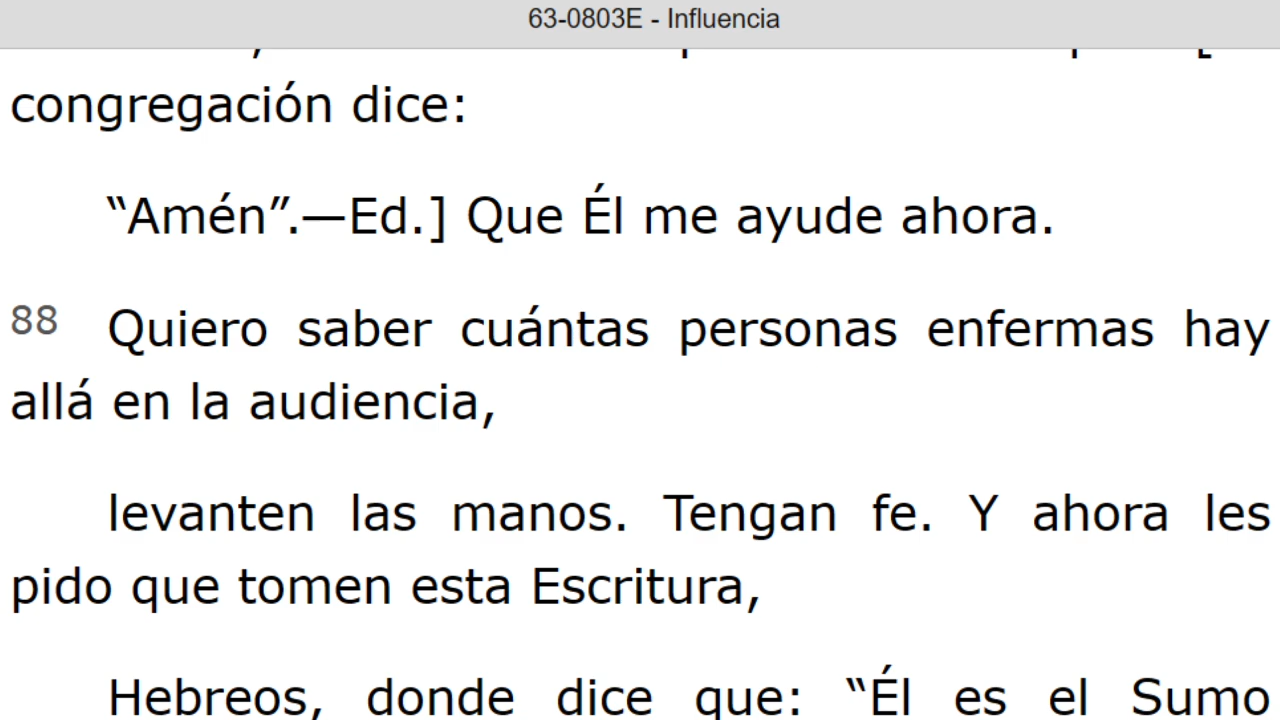 63-0803E - Influencia
congregación dice:
“Amén”.—Ed.] Que Él me ayude ahora.
88 Quiero saber cuántas personas enfermas hay
allá en la audiencia,
levanten las manos. Tengan fe. Y ahora les
pido que tomen esta Escritura,
Hebreos, donde dice que: “Él es el Sumo